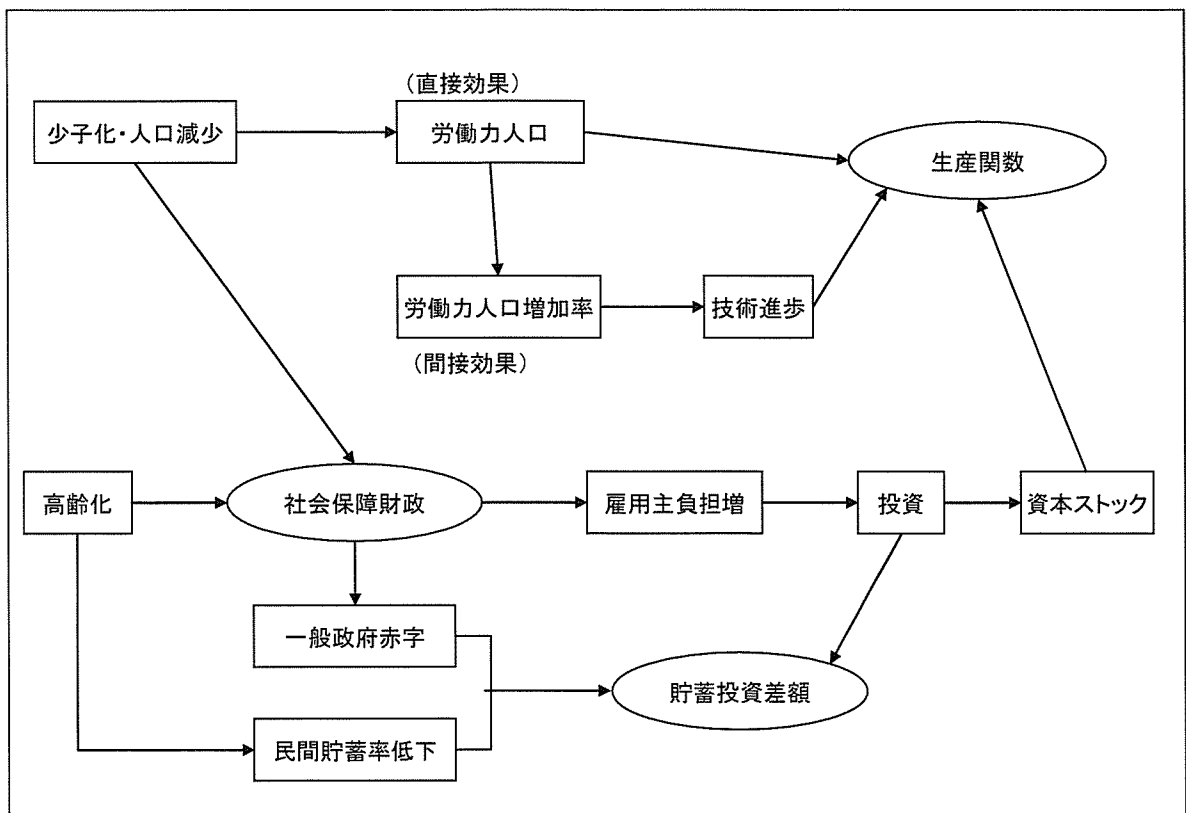 (直接効果)
少子化・人口減少
労働力人口
生産関数
労働力人口増加率
技術進歩
(間接効果)
高齢化
社会保障財政
雇用主負担増
投資
資本ストック
一般政府赤字
貯蓄投資差額
民間貯蓄率低下